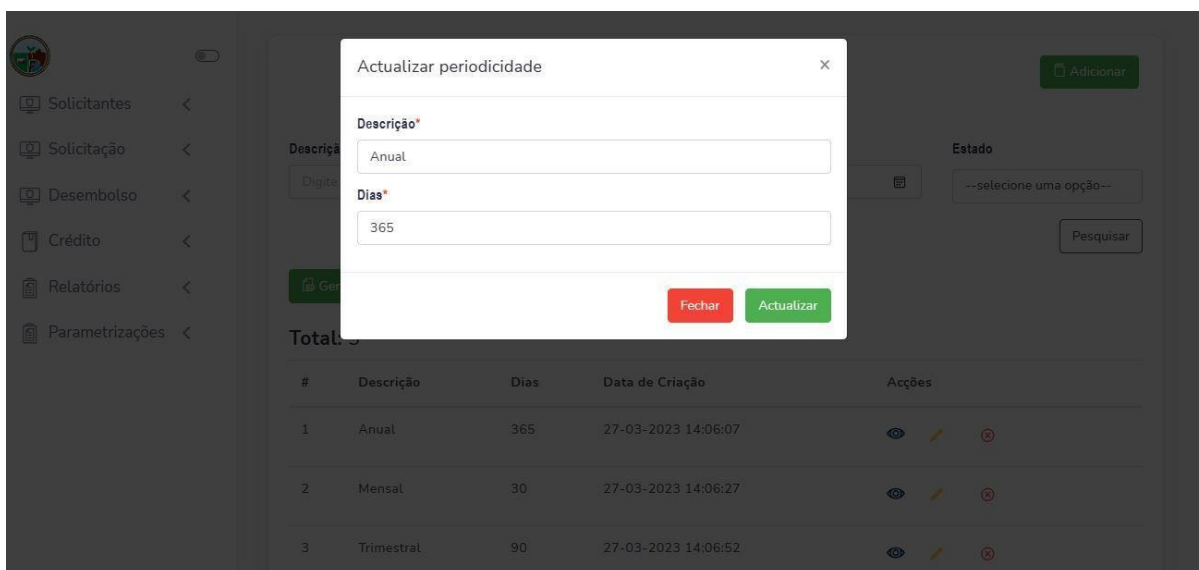 Actualizar periodicidade ×
Adicionar
Solicitantes
Descrição*
Anual
Solicitação
Estado
Desembolso
--selecione uma opção--
Dias*
365
Crédito
Pesquisar
Relatórios
Fechar Actualizar
Parametrizações
Total:
# Descrição Dias Data de Criação Acções
1 Anual 365 27-03-2023 14:06:07
2 Mensal 30 27-03-2023 14:06:27
3 Trimestral 90 27-03-2023 14:06:52